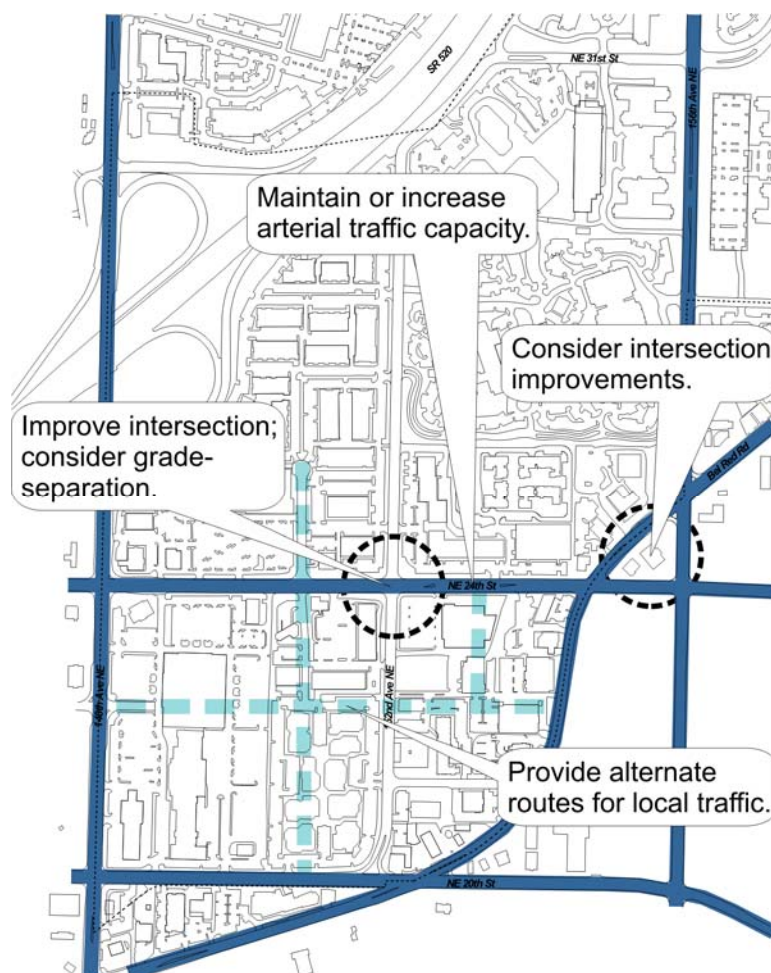 SR 520
NE 31st St
156th Ave NE
Maintain or increase
arterial traffic capacity.
Consider intersection
improvements.
Improve intersection;
consider grade-
separation.
Bel Red Rd
NE 24th St
148th Ave NE
152nd Ave NE
Provide alternate
routes for local traffic.
NE 20th St